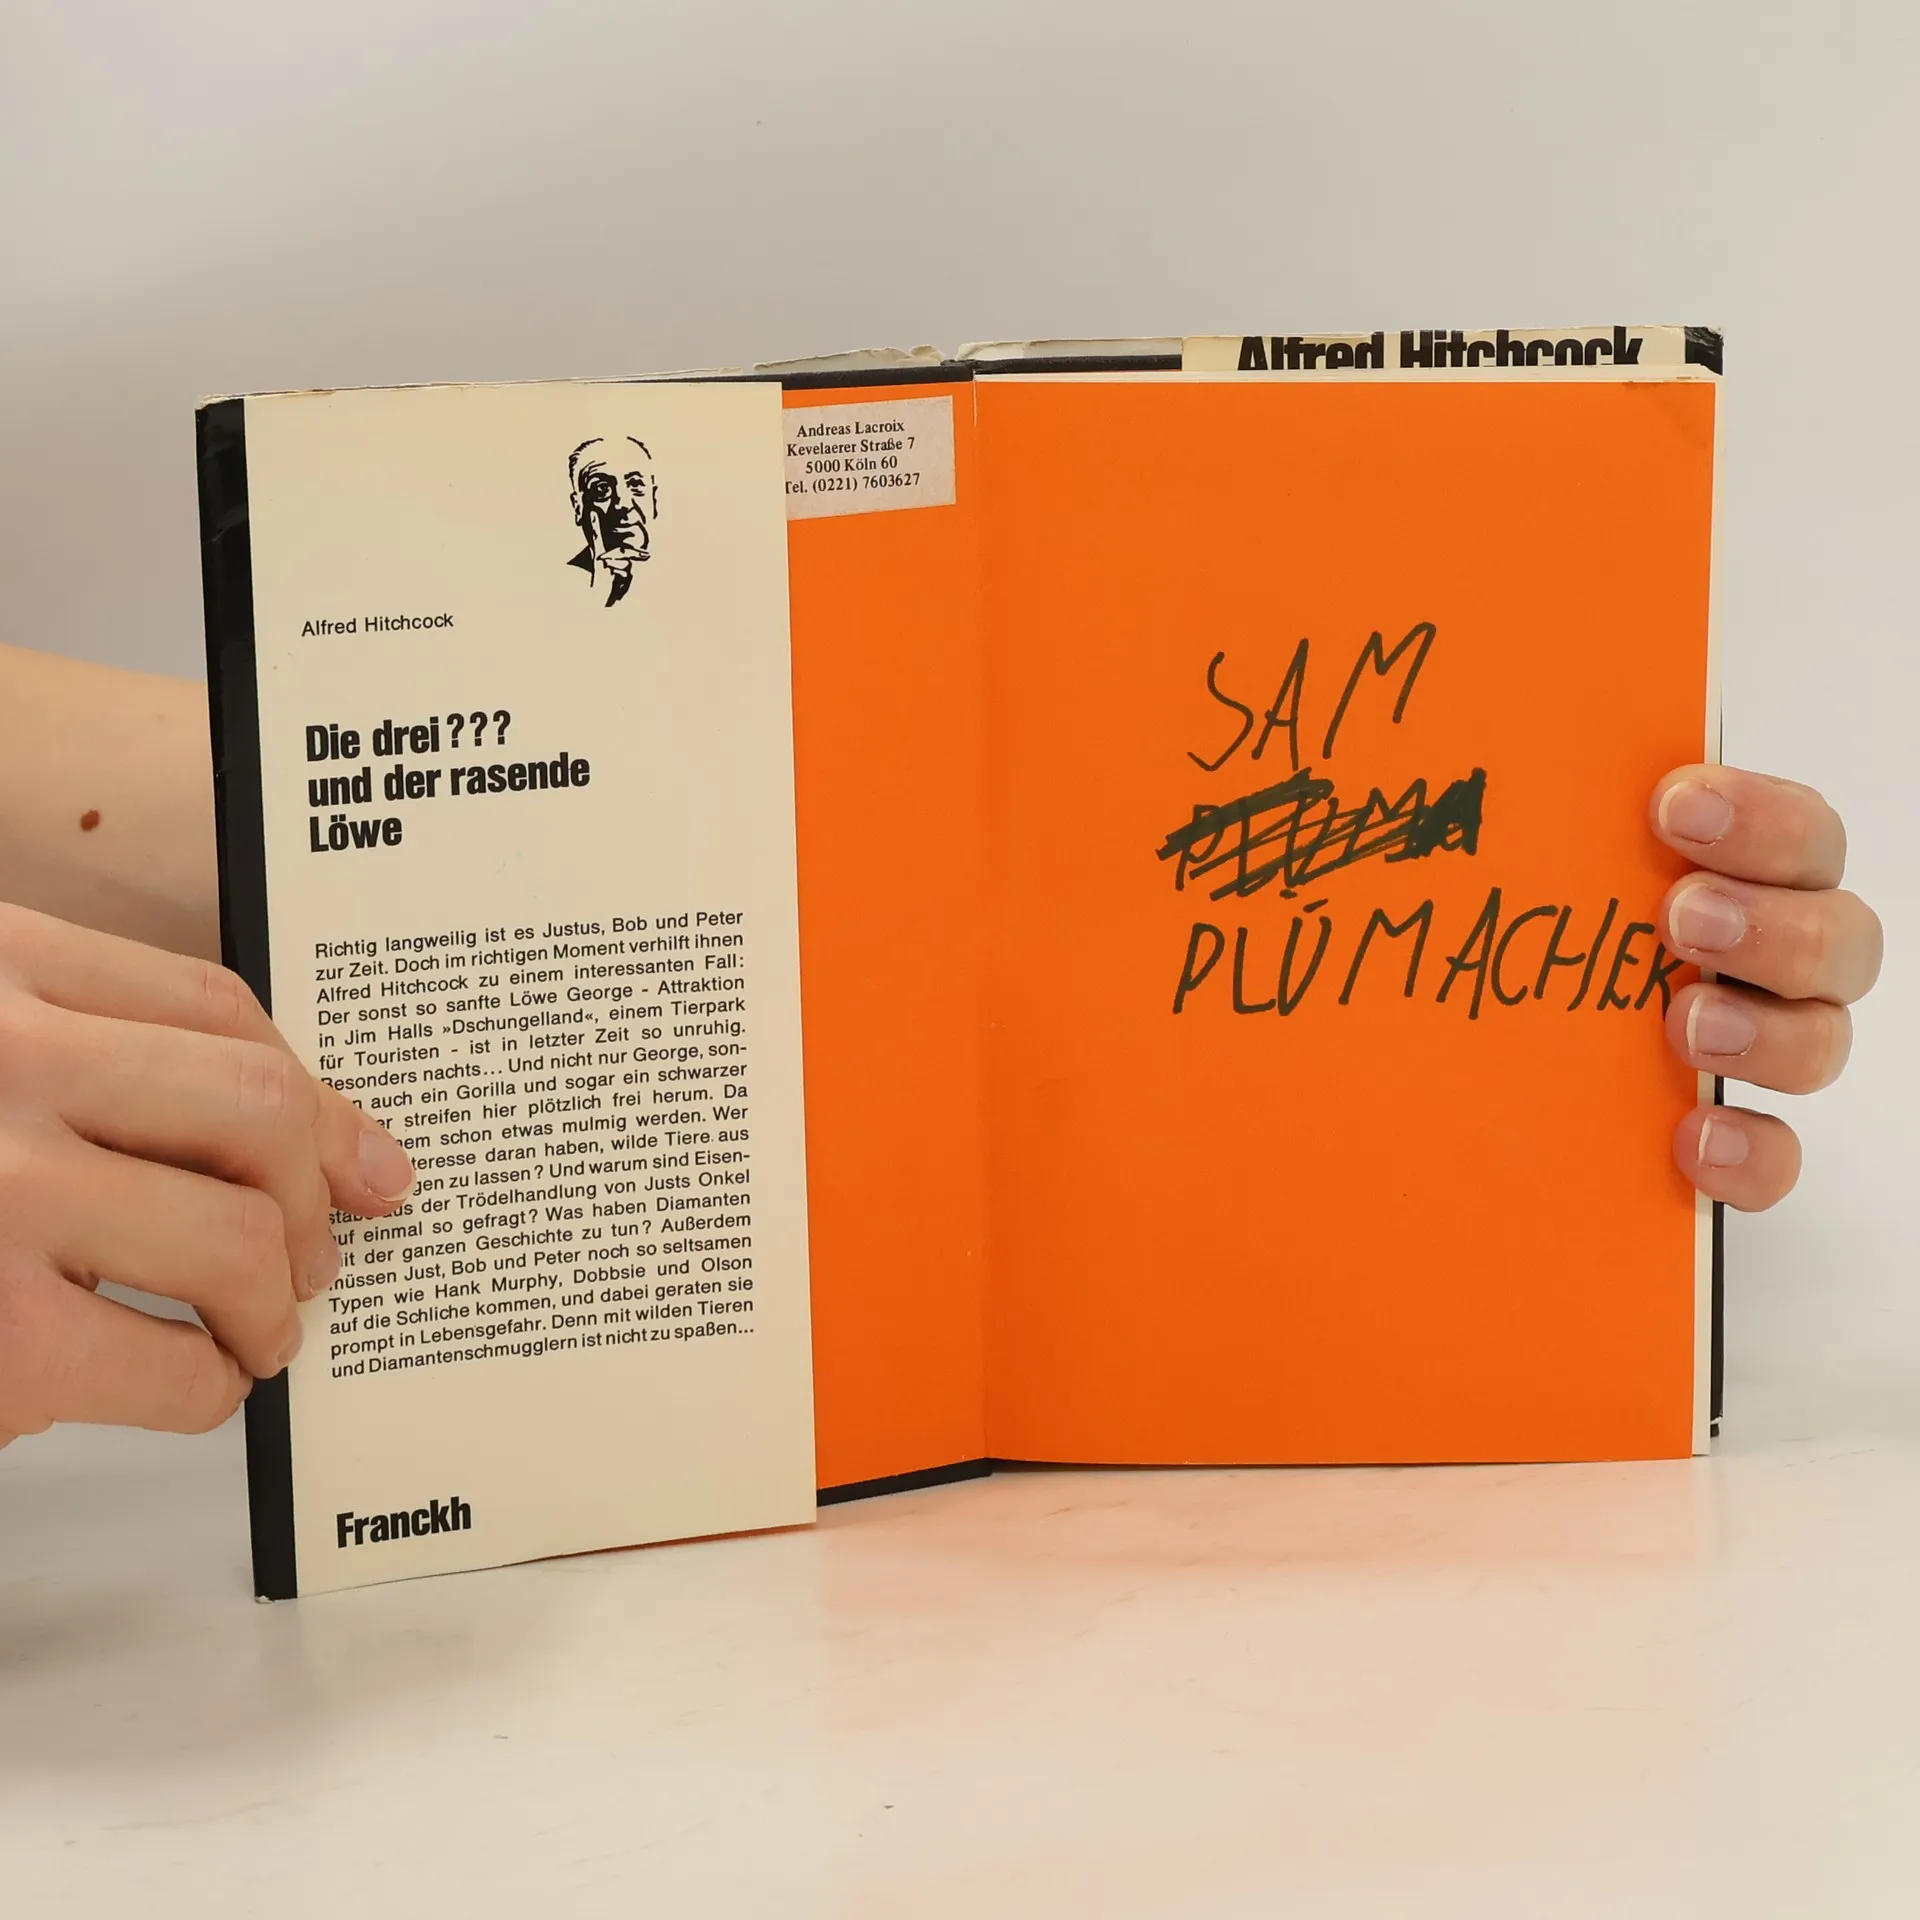 Alfred Hitchcock
Die drei ???
und der rasende
Löwe
Richtig langweilig ist es Justus, Bob und Peter
zur Zeit. Doch im richtigen Moment verhilft ihnen
Alfred Hitchcock zu einem interessanten Fall:
Der sonst so sanfte Löwe George - Attraktion
in Jim Halls »Dschungelland«, einem Tierpark
für Touristen - ist in letzter Zeit so unruhig.
Besonders nachts... Und nicht nur George, son-
auch ein Gorilla und sogar ein schwarzer
streifen hier plötzlich frei herum. Da
schon etwas mulmig werden. Wer
daran haben, wilde Tiere aus
zu lassen? Und warum sind Eisen-
aus der Trödelhandlung von Justs Onkel
auf einmal so gefragt? Was haben Diamanten
mit der ganzen Geschichte zu tun? Außerdem
müssen Just, Bob und Peter noch so seltsamen
Typen wie Hank Murphy, Dobbsie und Olson
auf die Schliche kommen, und dabei geraten sie
prompt in Lebensgefahr. Denn mit wilden Tieren
und Diamantenschmugglern ist nicht zu spaßen...
Franckh
Andreas Lacroix
Kevelaerer Straße 7
5000 Köln 60
Tel. (0221) 7603627
Alfred Hitchcock
SAM
PLÜMACHER